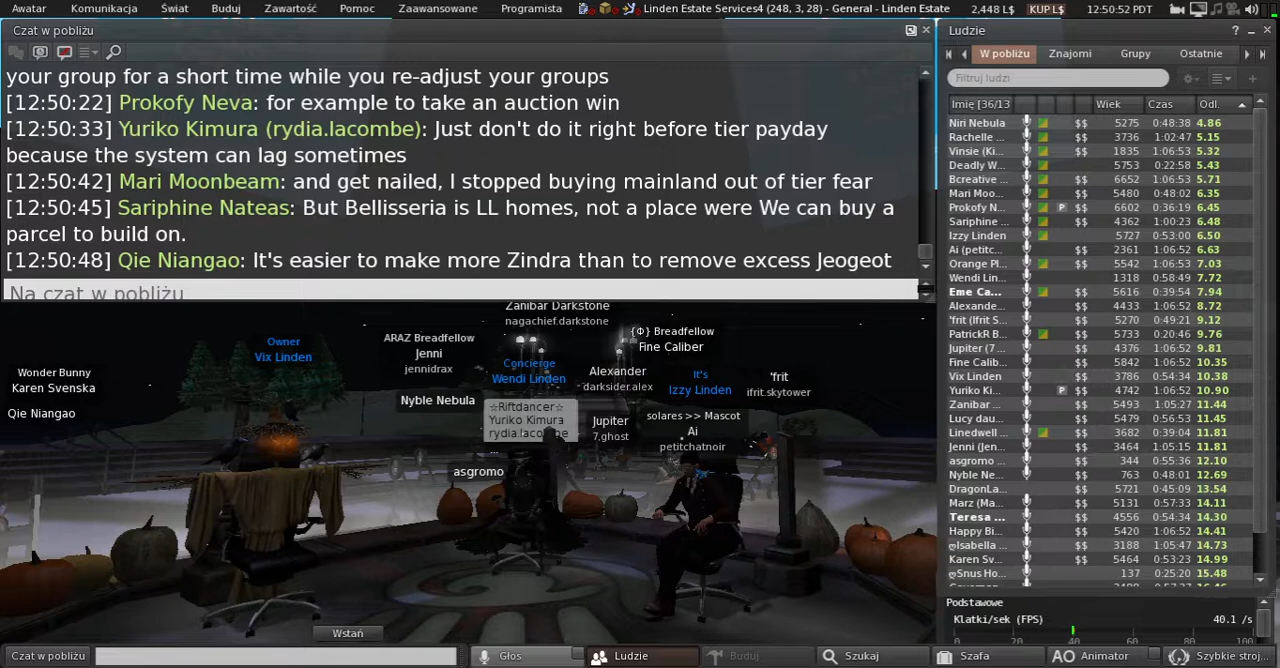 Awatar Komunikacja Świat Buduj Zawartość Pomoc Zaawansowane Programista Linden Estate Services4 (248, 3, 28) - General - Linden Estate 2,448 L$ KUP L$ 12:50:52 PDT
Czat w pobliżu
your group for a short time while you re-adjust your groups
[12:50:22] Prokofy Neva: for example to take an auction win
[12:50:33] Yuriko Kimura (rydia.lacombe): Just don't do it right before tier payday
because the system can lag sometimes
[12:50:42] Mari Moonbeam: and get nailed, I stopped buying mainland out of tier fear
[12:50:45] Sariphine Nateas: But Bellisseria is LL homes, not a place were We can buy a
parcel to build on.
[12:50:48] Qie Niangao: It's easier to make more Zindra than to remove excess Jeogeot
Na czat w pobliżu
Zanibar Darkstone
nagachief.darkstone
Owner
Vix Linden
ARAZ Breadfellow
Jenni
jennidrax
{Φ} Breadfellow
Fine Caliber
Concierge
Wendi Linden
Alexander
darksider.alex
It's
Izzy Linden
'frit
ifrit.skytower
Wonder Bunny
Karen Svenska
Qie Niangao
Nyble Nebula
☆Riftdancer☆
Yuriko Kimura
rydia.lacombe
Jupiter
7.ghost
solares >> Mascot
Ai
petitchatnoir
...
asgromo
Wstań
Ludzie
W pobliżu Znajomi Grupy Ostatnie
Filtruj ludzi
Imię [36/13 Wiek Czas Odl.
Niri Nebula $$ 5275 0:48:38 4.86
Rachelle ... $$ 3736 1:02:47 5.15
Vinsie (Ki... $$ 1835 1:06:53 5.32
Deadly W... 5753 0:22:58 5.43
Bcreative ... $$ 6652 1:06:53 5.71
Mari Moo... $$ 5480 0:48:02 6.35
Prokofy N... P $$ 6602 0:36:19 6.45
Sariphine ... $$ 4362 1:00:23 6.48
Izzy Linden 5727 0:53:00 6.50
Ai (petitc... $$ 2361 1:06:52 6.63
Orange Pl... $$ 5542 1:06:53 7.03
Wendi Lin... 1318 0:58:49 7.72
Eme Ca... $$ 5616 0:39:54 7.94
Alexande... $$ 4433 1:06:52 8.72
'frit (Ifrit S... $$ 5270 0:49:21 9.12
PatrickR B... $$ 5733 0:20:46 9.76
Jupiter (7 ... $$ 4376 1:06:52 9.81
Fine Calib... $$ 5842 1:06:52 10.35
Vix Linden $$ 3786 0:54:34 10.38
Yuriko Ki... P $$ 4742 1:06:52 10.90
Zanibar ... $$ 5493 1:05:27 11.44
Lucy dau... $$ 5479 0:56:53 11.45
Linedwell ... $$ 3682 0:39:04 11.81
Jenni (Jen... $$ 3464 1:05:15 11.81
asgromo $$ 344 0:55:36 12.10
Nyble Ne... $$ 763 0:48:01 12.69
DragonLa... 5721 0:45:09 13.54
Marz (Ma... $$ 5131 0:57:33 14.11
Teresa ... $$ 4556 0:54:34 14.30
Happy Bi... $$ 5420 1:06:52 14.41
ღIsabella ... $$ 3188 1:05:47 14.73
Karen Sv... $$ 5464 0:53:23 14.99
ღSnus Ho... 137 0:25:20 15.48
Podstawowe
Klatki/sek (FPS) 40.1 /s
0 20 40 60 80 100
Czat w pobliżu Głos Ludzie Buduj Szukaj Szafa AO Animator Szybkie stroj...